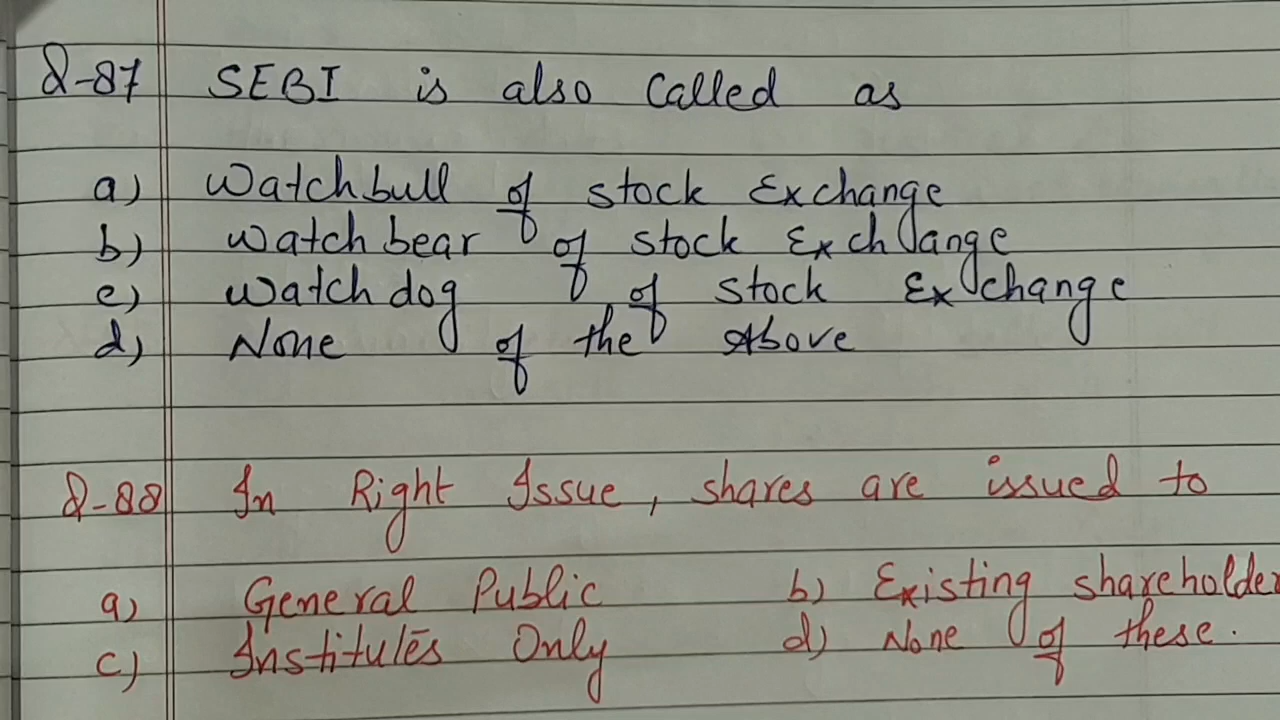 Q-87 SEBI is also Called as
a) Watchbull of stock Exchange
b) Watchbear of stock Exchange
c) Watchdog of stock Exchange
d) None of the Above
Q-88 In Right Issue, shares are issued to
a) General Public b) Existing shareholder
c) Institutes Only d) None of these.